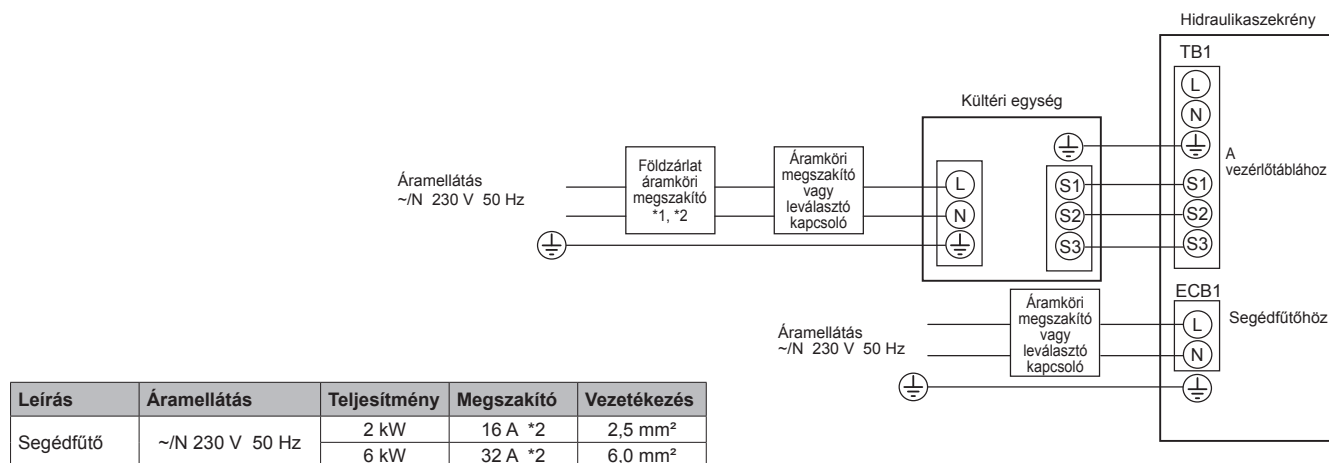 Hidraulikaszekrény
TB1
L
N
Kültéri egység
Áramellátás
~/N 230 V 50 Hz
Földzárlat
áramköri
megszakító
*1, *2
Áramköri
megszakító
vagy
leválasztó
kapcsoló
L
N
S1
S2
S3
S1
S2
S3
A
vezérlőtáblához
ECB1
Áramellátás
~/N 230 V 50 Hz
Áramköri
megszakító
vagy
leválasztó
kapcsoló
L
N
Segédfűtőhöz
Leírás Áramellátás Teljesítmény Megszakító Vezetékezés
Segédfűtő ~/N 230 V 50 Hz 2 kW 16 A *2 2,5 mm²
6 kW 32 A *2 6,0 mm²